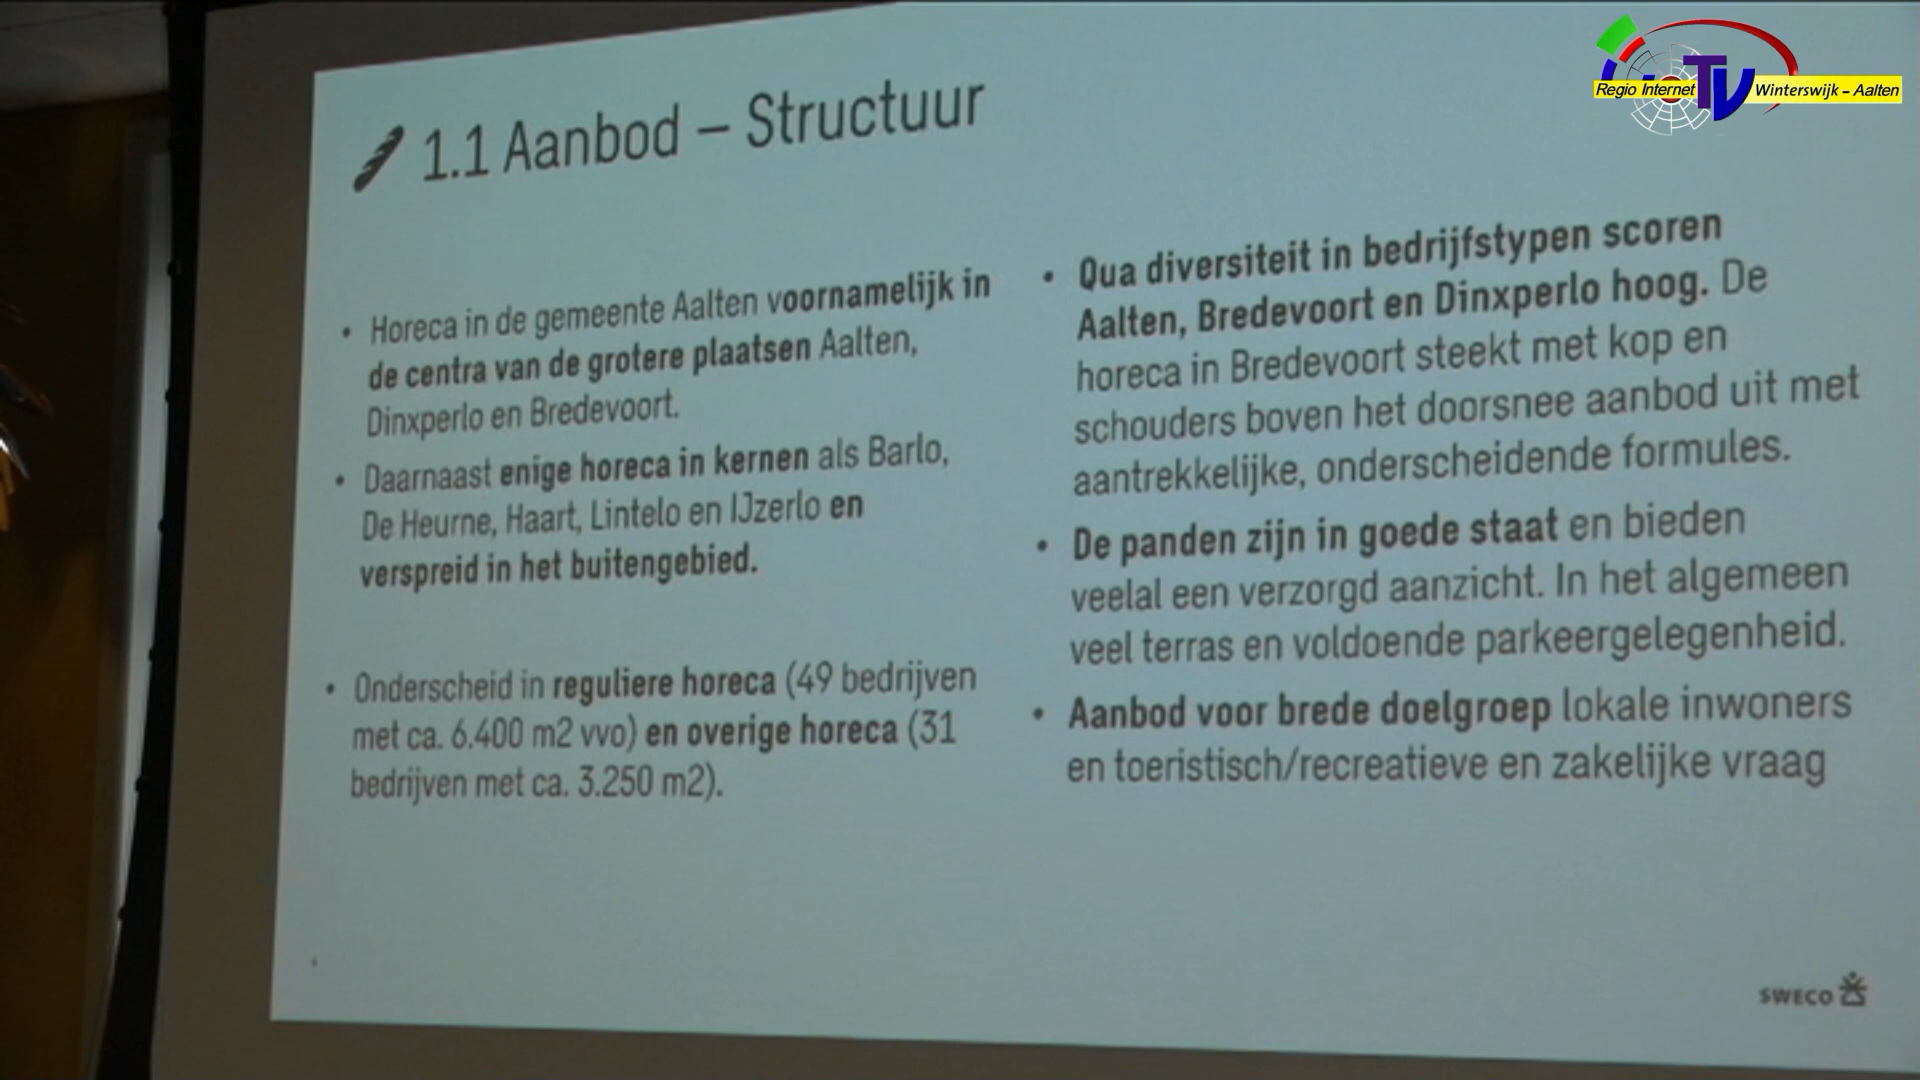 Regio Internet TV Winterswijk - Aalten
1.1 Aanbod – Structuur
• Horeca in de gemeente Aalten voornamelijk in
de centra van de grotere plaatsen Aalten,
Dinxperlo en Bredevoort.
• Daarnaast enige horeca in kernen als Barlo,
De Heurne, Haart, Lintelo en IJzerlo en
verspreid in het buitengebied.
• Onderscheid in reguliere horeca (49 bedrijven
met ca. 6.400 m2 vvo) en overige horeca (31
bedrijven met ca. 3.250 m2).
• Qua diversiteit in bedrijfstypen scoren
Aalten, Bredevoort en Dinxperlo hoog. De
horeca in Bredevoort steekt met kop en
schouders boven het doorsnee aanbod uit met
aantrekkelijke, onderscheidende formules.
• De panden zijn in goede staat en bieden
veelal een verzorgd aanzicht. In het algemeen
veel terras en voldoende parkeergelegenheid.
• Aanbod voor brede doelgroep lokale inwoners
en toeristisch/recreatieve en zakelijke vraag
SWECO